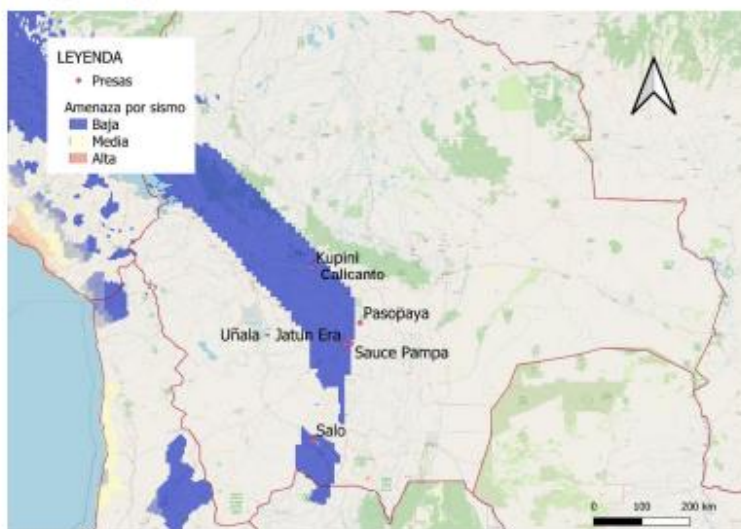 LEYENDA
Presas
Amenaza por sismo
Baja
Media
Alta
Kupini
Calicanto
Pasopaya
Uñala - Jatun Era
Sauce Pampa
Salo
0 100 200 km